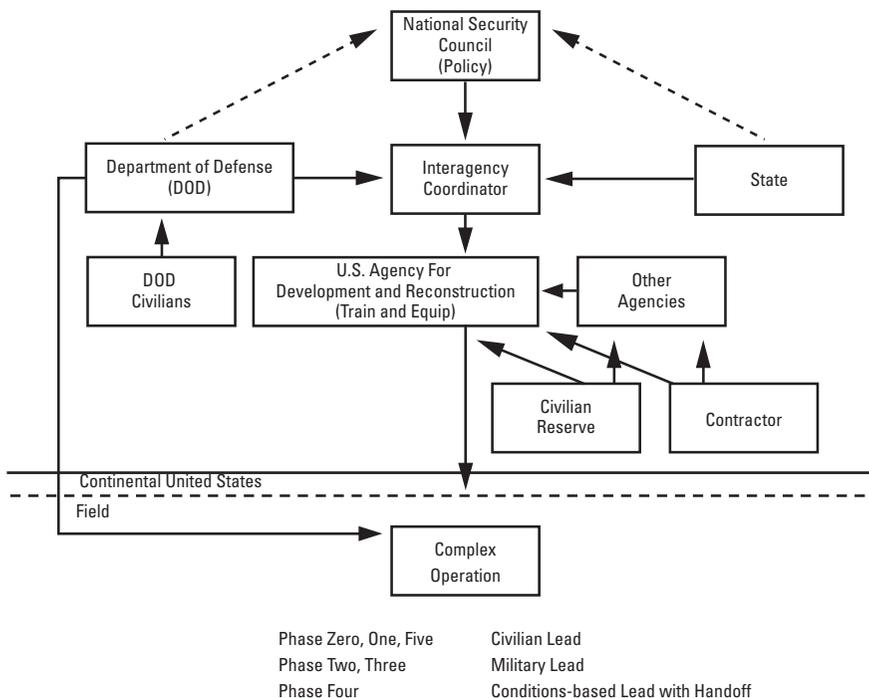 National Security
Council
(Policy)
Department of Defense
(DOD)
Interagency
Coordinator
State
DOD
Civilians
U.S. Agency For
Development and Reconstruction
(Train and Equip)
Other
Agencies
Civilian
Reserve
Contractor
Continental United States
Field
Complex
Operation
Phase Zero, One, Five Civilian Lead
Phase Two, Three Military Lead
Phase Four Conditions-based Lead with Handoff